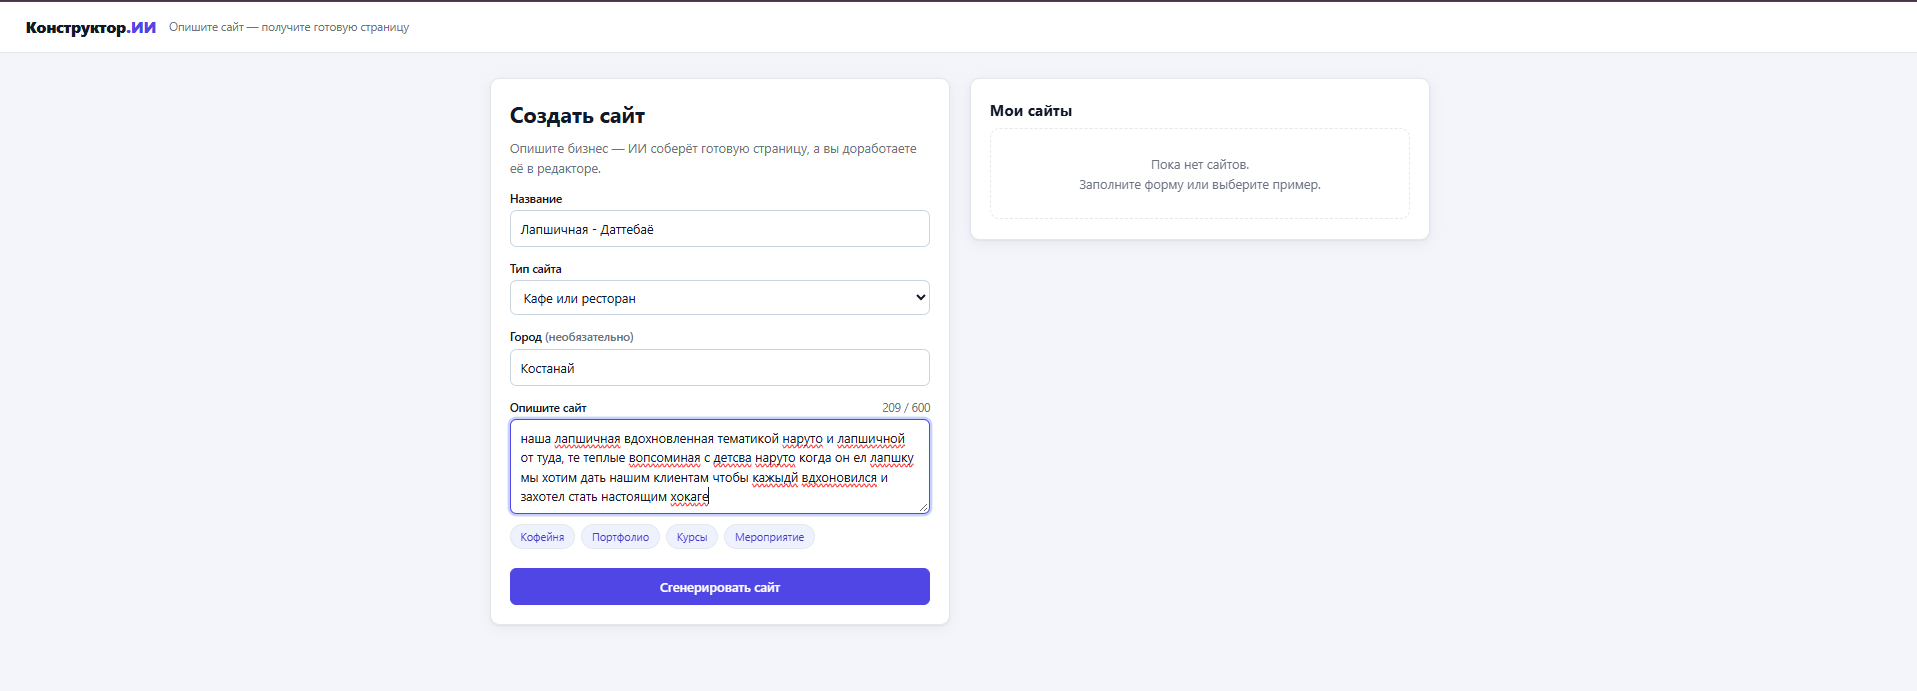 Конструктор.ИИ Опишите сайт — получите готовую страницу
Создать сайт
Опишите бизнес — ИИ соберёт готовую страницу, а вы доработаете
её в редакторе.
Название
Лапшичная - Даттебаё
Тип сайта
Кафе или ресторан
Город (необязательно)
Костанай
Опишите сайт 209 / 600
наша лапшичная вдохновленная тематикой наруто и лапшичной
от туда, те теплые вопсоминая с детсва наруто когда он ел лапшку
мы хотим дать нашим клиентам чтобы кажыдй вдхоновился и
захотел стать настоящим хокаге
Кофейня Портфолио Курсы Мероприятие
Сгенерировать сайт
Мои сайты
Пока нет сайтов.
Заполните форму или выберите пример.